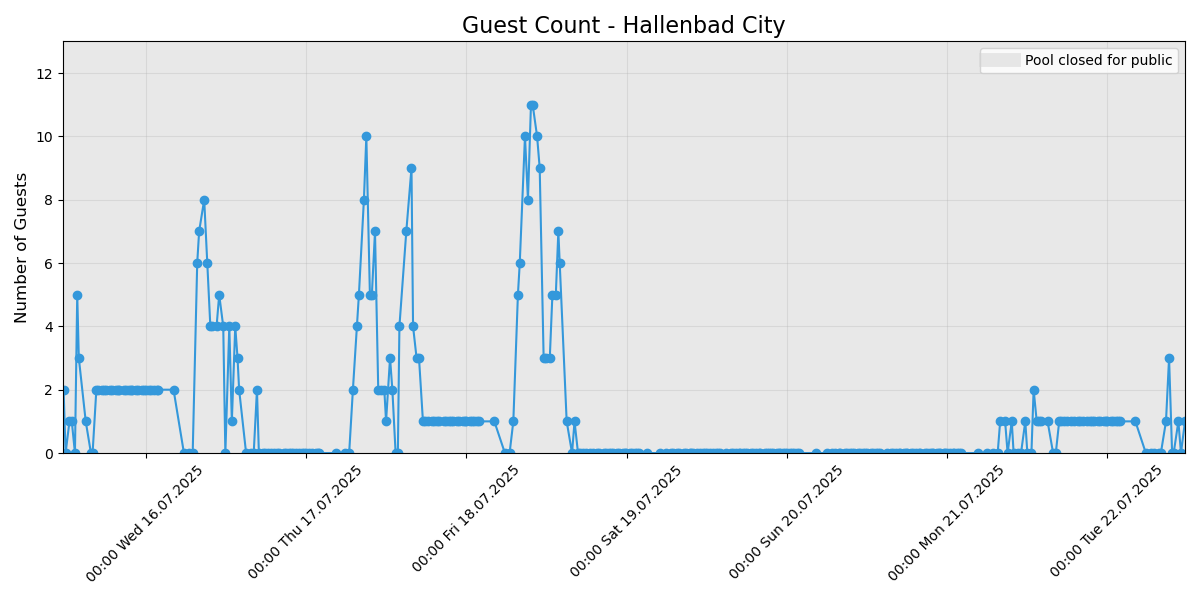 Guest Count - Hallenbad City
Pool closed for public
Number of Guests
12
10
8
6
4
2
0
00:00 Wed 16.07.2025
00:00 Thu 17.07.2025
00:00 Fri 18.07.2025
00:00 Sat 19.07.2025
00:00 Sun 20.07.2025
00:00 Mon 21.07.2025
00:00 Tue 22.07.2025